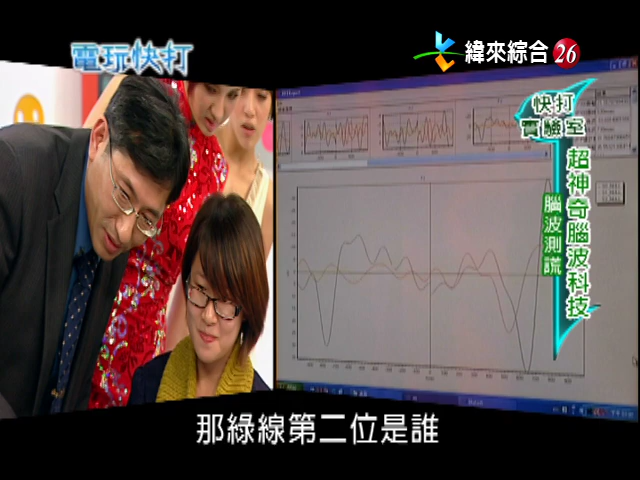 電玩快打
緯來綜合 26
快打
實驗室
超神奇腦波科技
腦波測謊
那綠線第二位是誰